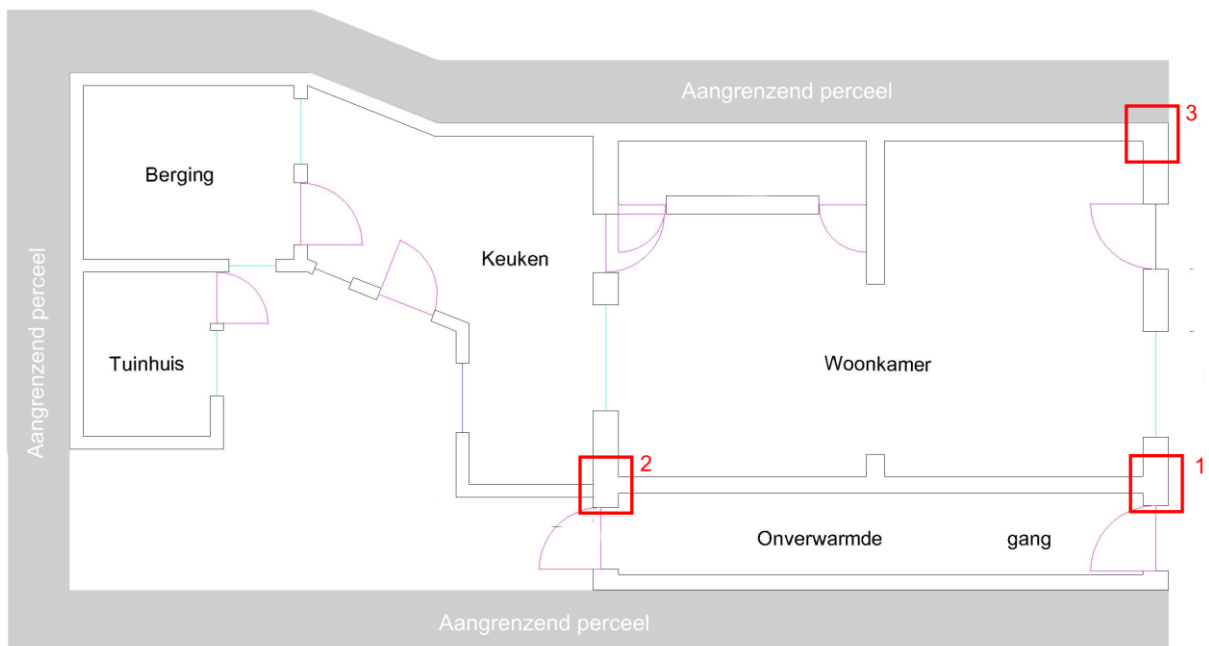 Aangrenzend perceel
3
Berging
Keuken
Tuinhuis
Woonkamer
Aangrenzend perceel
2
1
Onverwarmde gang
Aangrenzend perceel